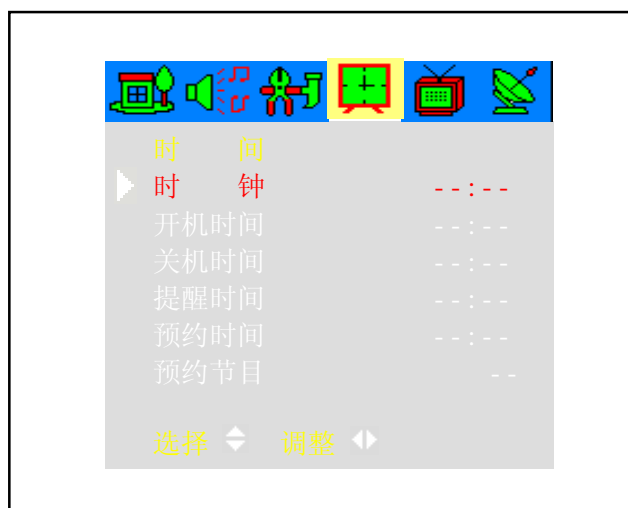 时 间
时 钟 --:--
开机时间 --:--
关机时间 --:--
提醒时间 --:--
预约时间 --:--
预约节目 --
选择 调整